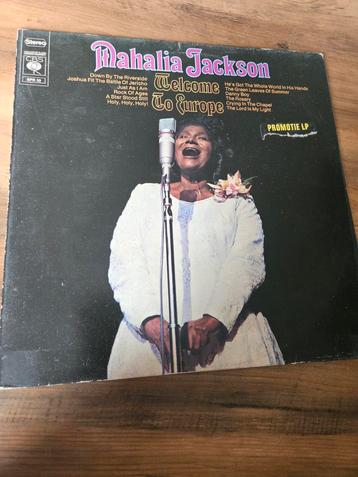 Stereo
CBS
SPR 30
Mahalia Jackson
Welcome
To Europe
Down By The Riverside
Joshua Fit The Battle Of Jericho
Just As I Am
Rock Of Ages
A Star Stood Still
Holy, Holy, Holy!
He's Got The Whole World In His Hands
The Green Leaves Of Summer
Danny Boy
The Rosary
Crying In The Chapel
The Lord Is My Light
PROMOTIE LP